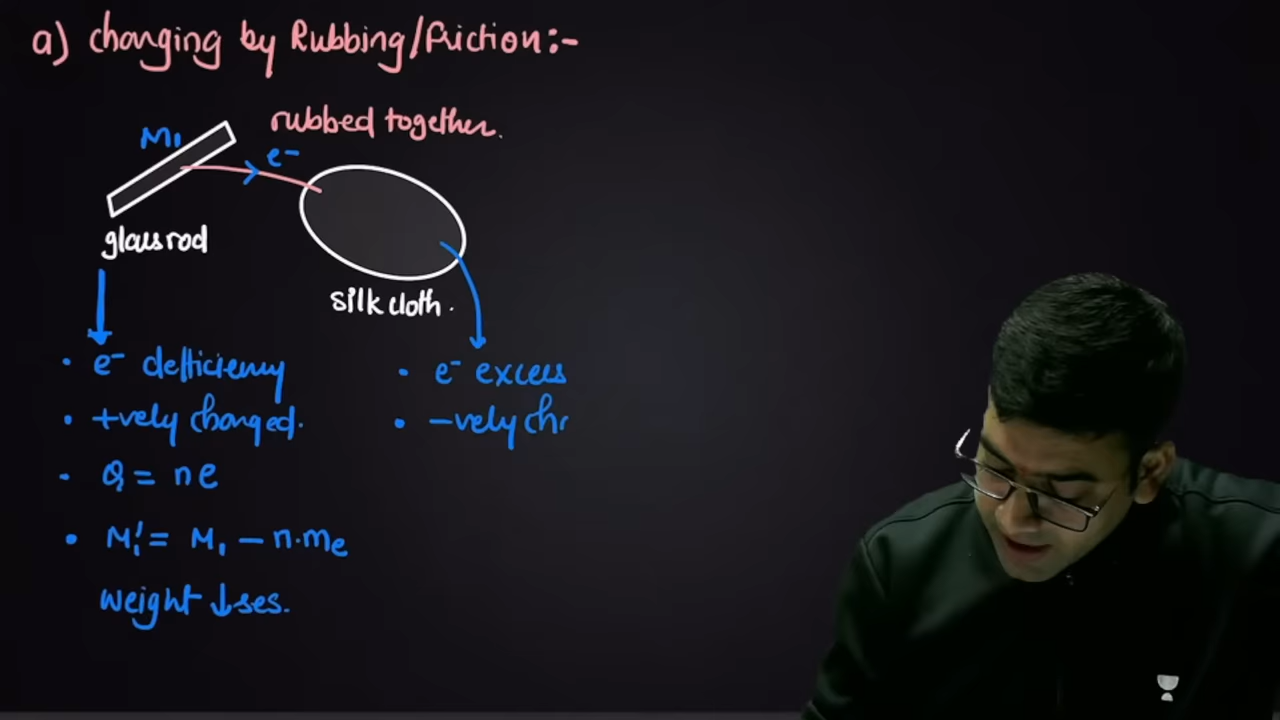 a) charging by Rubbing/friction:-
rubbed together.
M₁
e⁻
glass rod
silk cloth.
• e⁻ defficiency
• +vely charged.
• Q = ne
• M₁' = M₁ - n.mₑ
weight ↓ses.
• e⁻ excess
• -vely chr